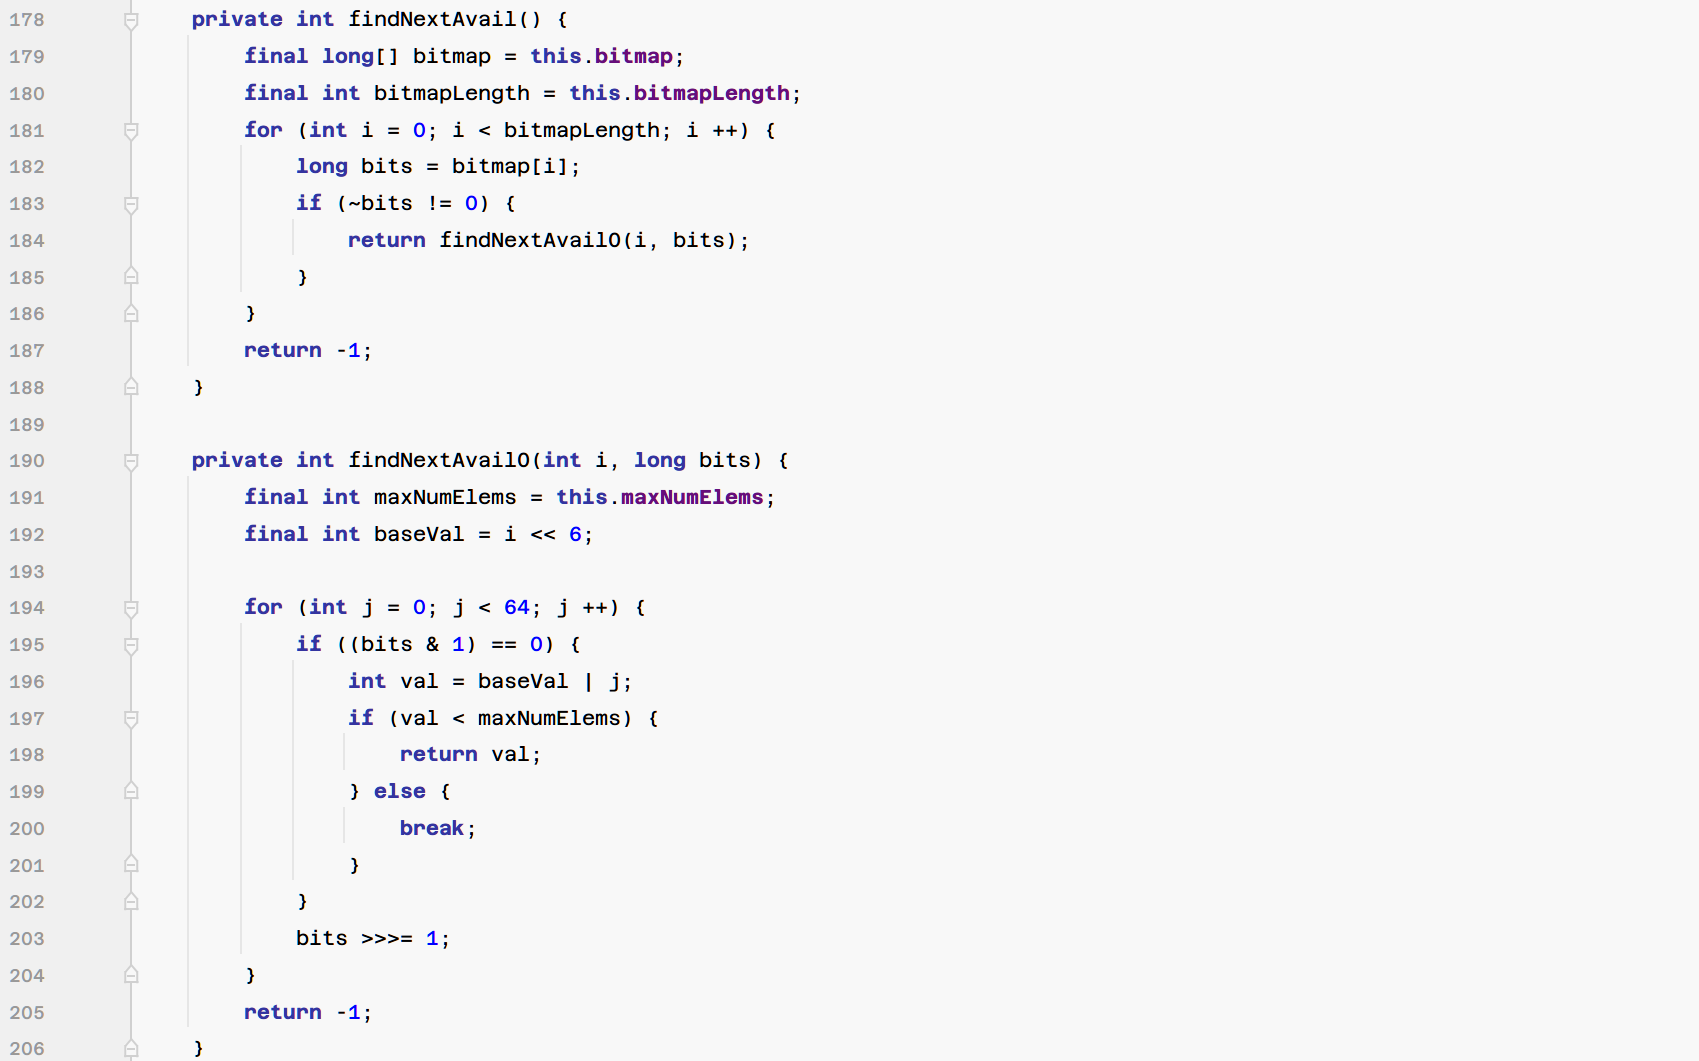 178 private int findNextAvail() {
179 final long[] bitmap = this.bitmap;
180 final int bitmapLength = this.bitmapLength;
181 for (int i = 0; i < bitmapLength; i ++) {
182 long bits = bitmap[i];
183 if (~bits != 0) {
184 return findNextAvail0(i, bits);
185 }
186 }
187 return -1;
188 }
189
190 private int findNextAvail0(int i, long bits) {
191 final int maxNumElems = this.maxNumElems;
192 final int baseVal = i << 6;
193
194 for (int j = 0; j < 64; j ++) {
195 if ((bits & 1) == 0) {
196 int val = baseVal | j;
197 if (val < maxNumElems) {
198 return val;
199 } else {
200 break;
201 }
202 }
203 bits >>>= 1;
204 }
205 return -1;
206 }